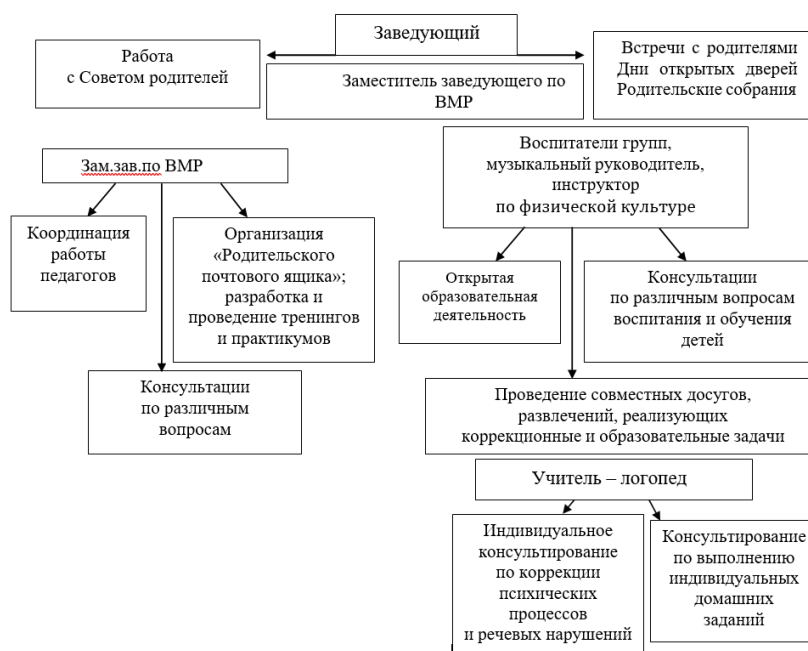 Заведующий
Работа
с Советом родителей
Заместитель заведующего по
ВМР
Встречи с родителями
Дни открытых дверей
Родительские собрания
Зам.зав.по ВМР
Координация
работы
педагогов
Организация
«Родительского
почтового ящика»;
разработка и
проведение тренингов
и практикумов
Консультации
по различным
вопросам
Воспитатели групп,
музыкальный руководитель,
инструктор
по физической культуре
Открытая
образовательная
деятельность
Консультации
по различным вопросам
воспитания и обучения
детей
Проведение совместных досугов,
развлечений, реализующих
коррекционные и образовательные задачи
Учитель – логопед
Индивидуальное
консультирование
по коррекции
психических
процессов
и речевых нарушений
Консультирование
по выполнению
индивидуальных
домашних
заданий